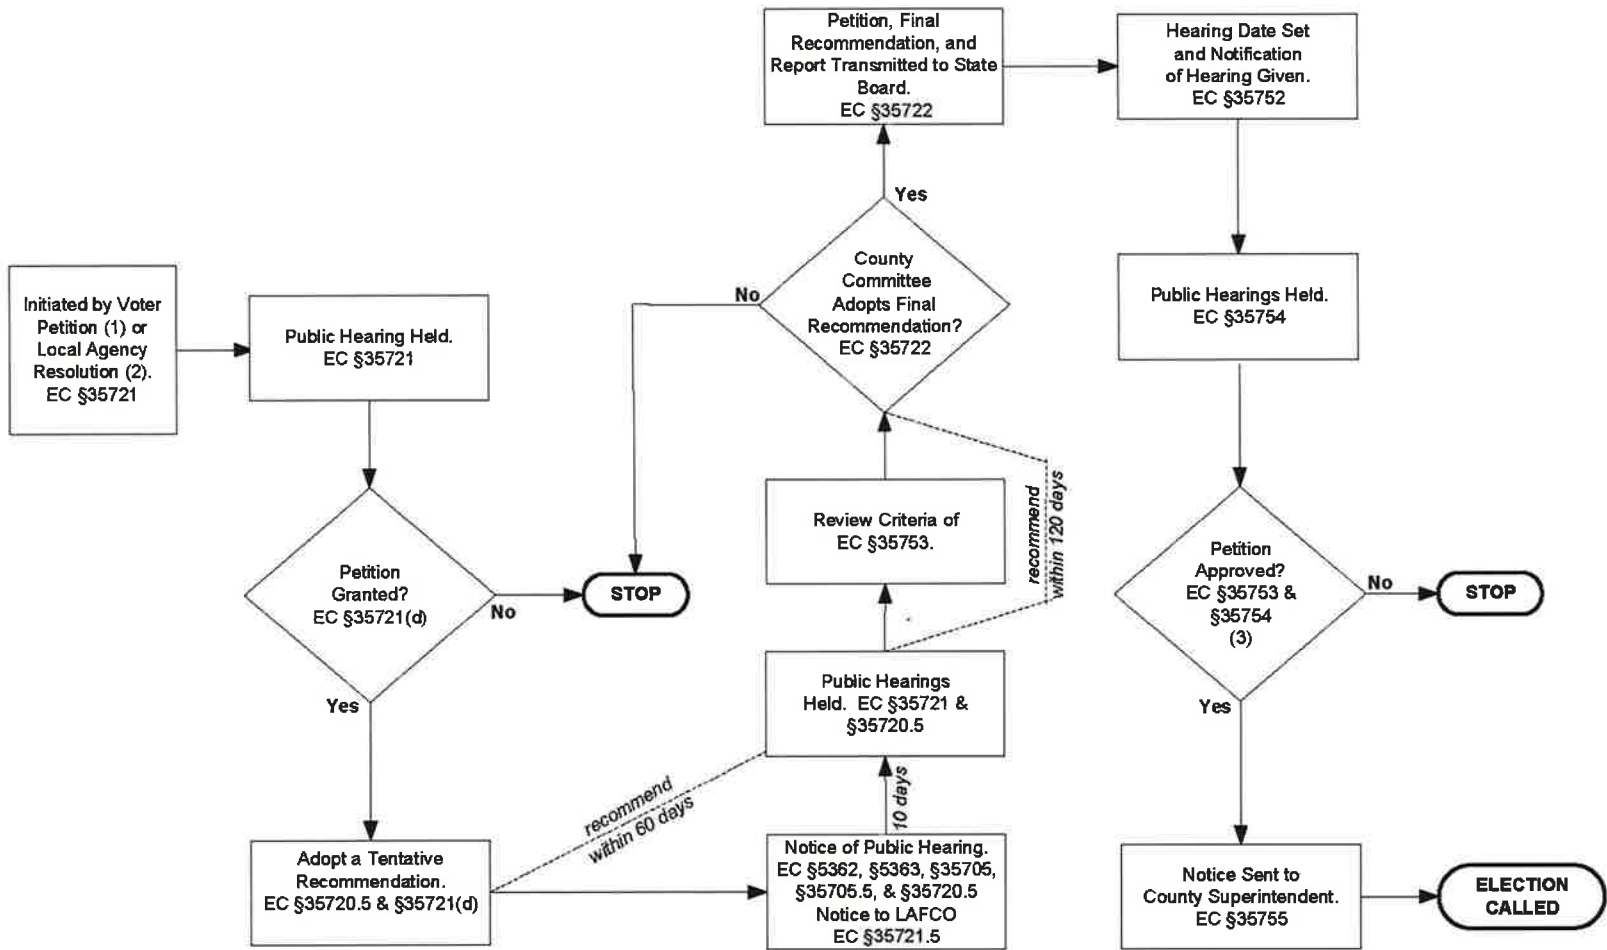 Initiated by Voter
Petition (1) or
Local Agency
Resolution (2).
EC §35721
Public Hearing Held.
EC §35721
Petition
Granted?
EC §35721(d)
No
STOP
Yes
Adopt a Tentative
Recommendation.
EC §35720.5 & §35721(d)
recommend
within 60 days
Notice of Public Hearing.
EC §5362, §5363, §35705,
§35705.5, & §35720.5
Notice to LAFCO
EC §35721.5
10 days
Public Hearings
Held. EC §35721 &
§35720.5
Review Criteria of
EC §35753.
recommend
within 120 days
County
Committee
Adopts Final
Recommendation?
EC §35722
No
Yes
Petition, Final
Recommendation, and
Report Transmitted to State
Board.
EC §35722
Hearing Date Set
and Notification
of Hearing Given.
EC §35752
Public Hearings Held.
EC §35754
Petition
Approved?
EC §35753 &
§35754
(3)
No
STOP
Yes
Notice Sent to
County Superintendent.
EC §35755
ELECTION
CALLED